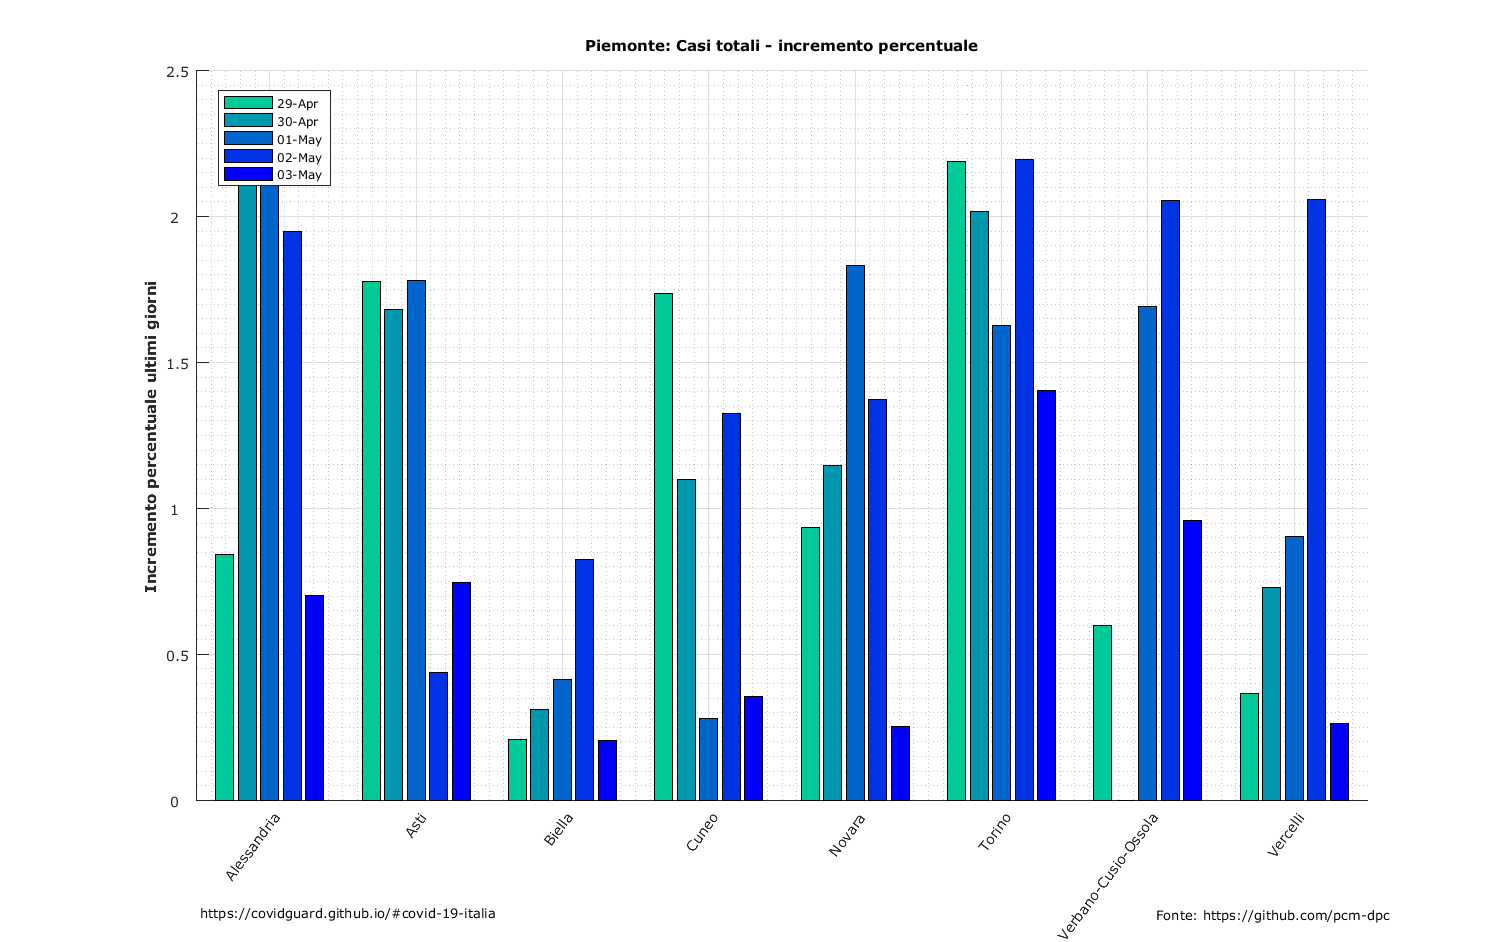 Piemonte: Casi totali - incremento percentuale
2.5
2
1.5
1
0.5
0
Incremento percentuale ultimi giorni
29-Apr
30-Apr
01-May
02-May
03-May
Alessandria
Asti
Biella
Cuneo
Novara
Torino
Verbano-Cusio-Ossola
Vercelli
https://covidguard.github.io/#covid-19-italia
Fonte: https://github.com/pcm-dpc